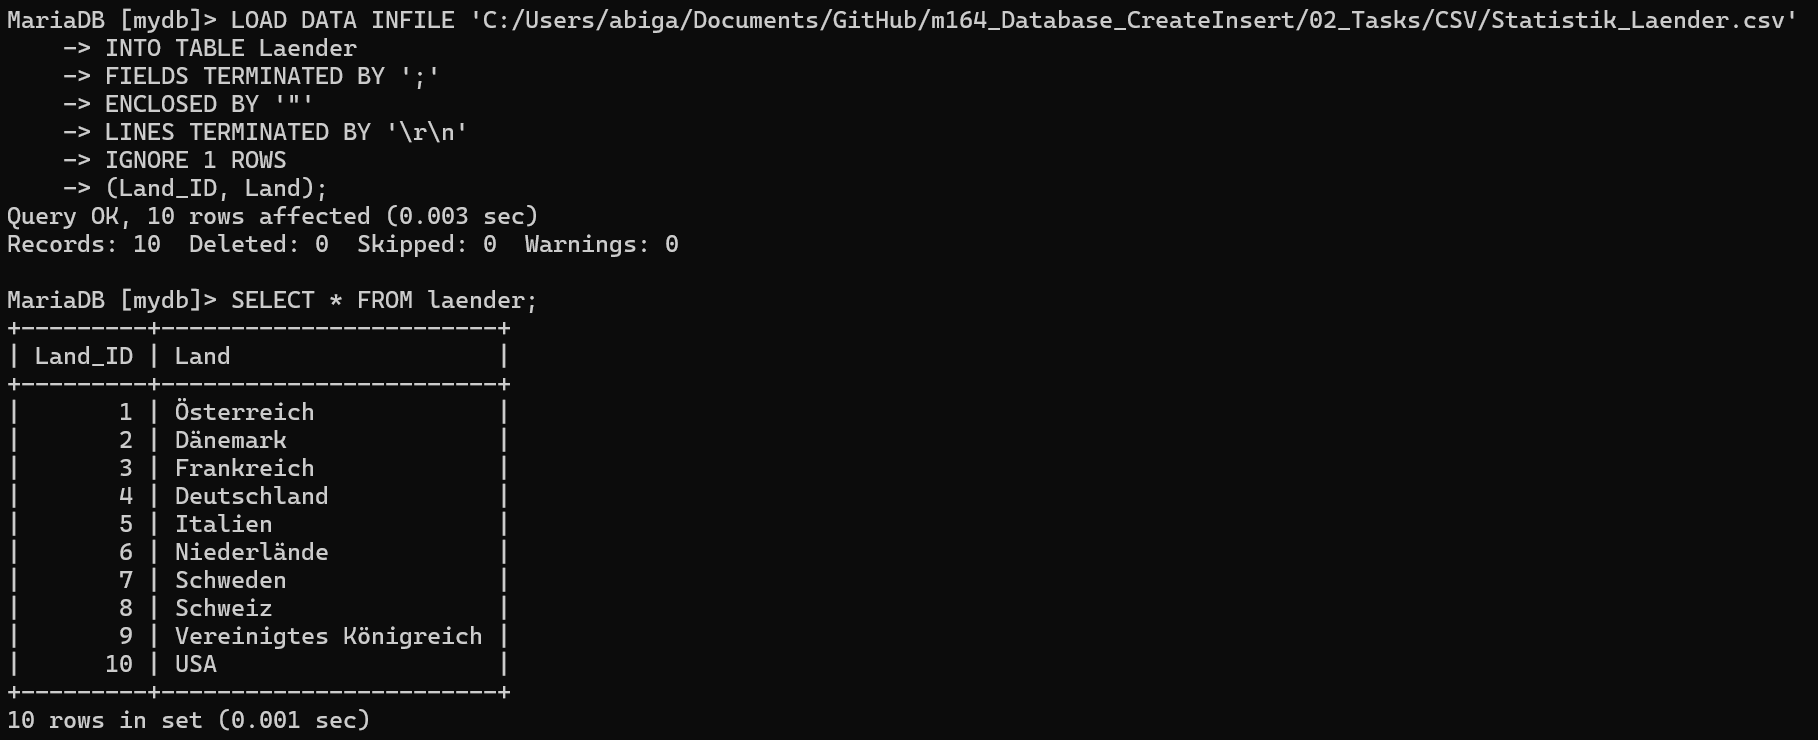 MariaDB [mydb]> LOAD DATA INFILE 'C:/Users/abiga/Documents/GitHub/m164_Database_CreateInsert/02_Tasks/CSV/Statistik_Laender.csv'
    -> INTO TABLE Laender
    -> FIELDS TERMINATED BY ';'
    -> ENCLOSED BY '"'
    -> LINES TERMINATED BY '\r\n'
    -> IGNORE 1 ROWS
    -> (Land_ID, Land);
Query OK, 10 rows affected (0.003 sec)
Records: 10  Deleted: 0  Skipped: 0  Warnings: 0

MariaDB [mydb]> SELECT * FROM laender;
+---------+------------------------+
| Land_ID | Land                   |
+---------+------------------------+
|       1 | Österreich             |
|       2 | Dänemark               |
|       3 | Frankreich             |
|       4 | Deutschland            |
|       5 | Italien                |
|       6 | Niederlände            |
|       7 | Schweden               |
|       8 | Schweiz                |
|       9 | Vereinigtes Königreich |
|      10 | USA                    |
+---------+------------------------+
10 rows in set (0.001 sec)